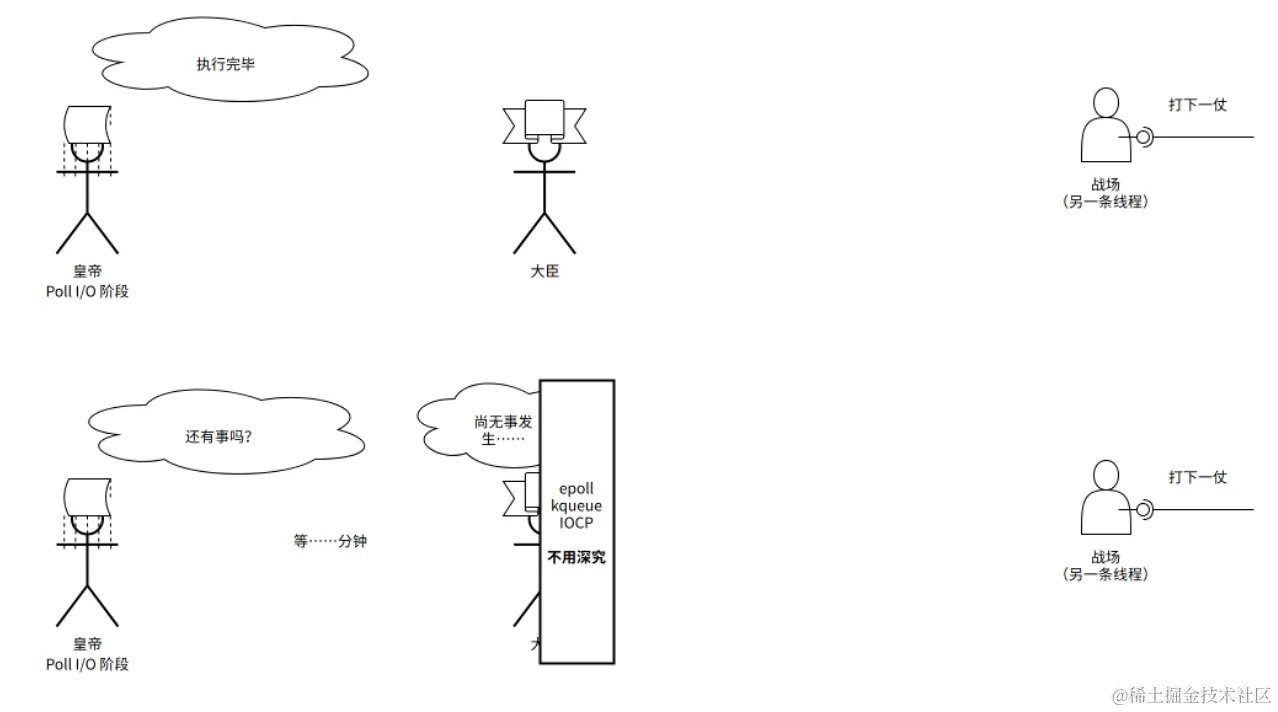 执行完毕
打下一仗
战场
（另一条线程）
皇帝
Poll I/O 阶段
大臣
还有事吗？
尚无事发
生……
epoll
kqueue
IOCP
不用深究
等……分钟
打下一仗
战场
（另一条线程）
皇帝
Poll I/O 阶段
@稀土掘金技术社区